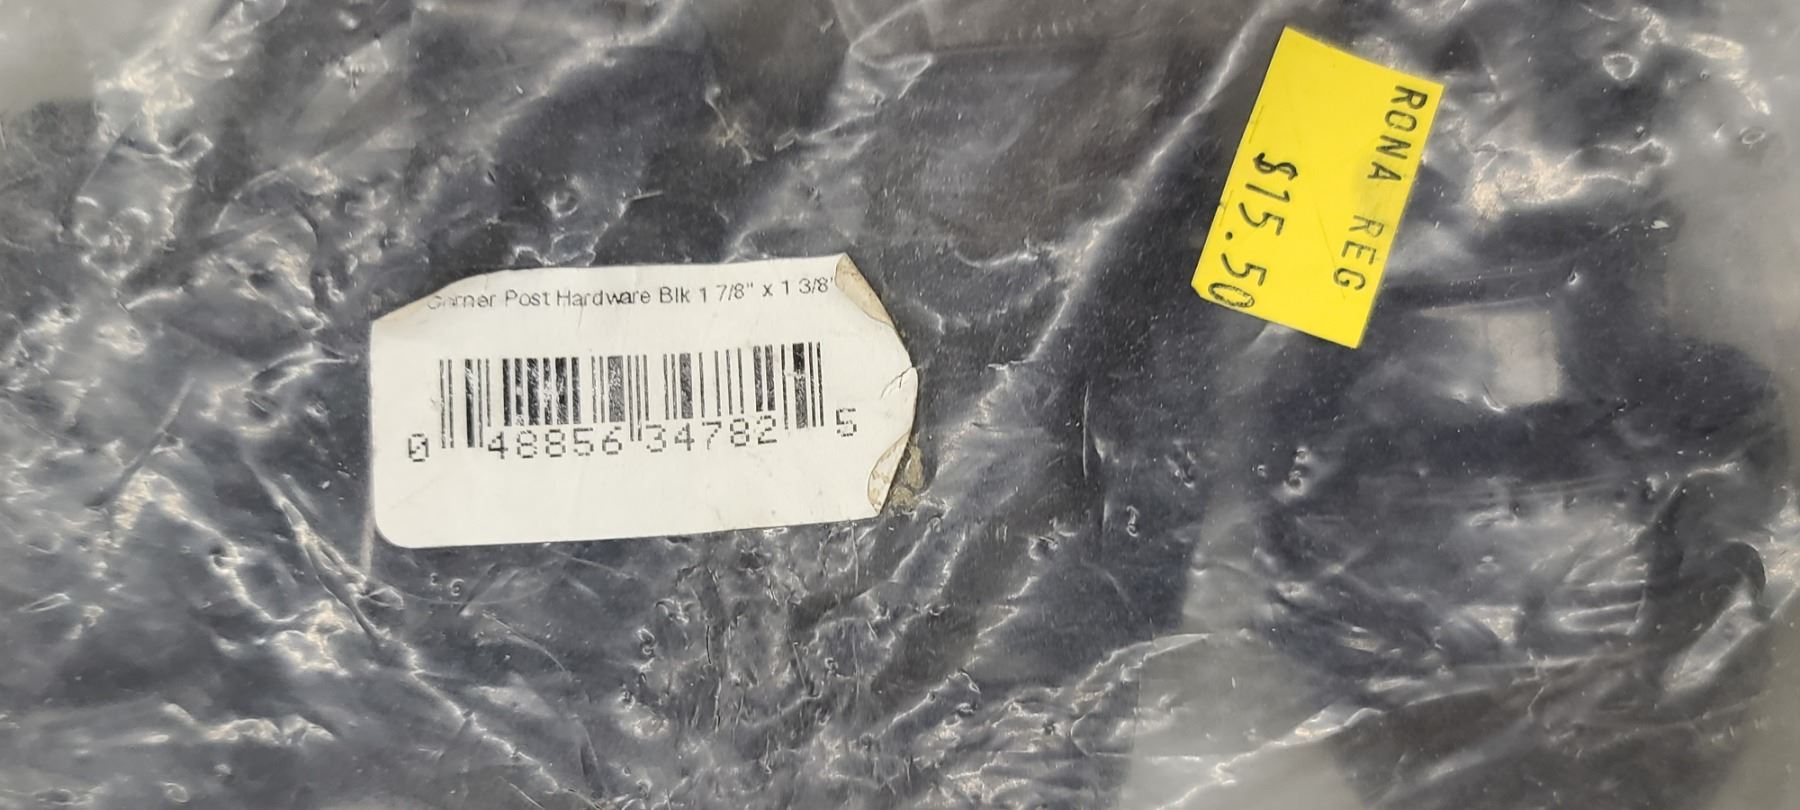 Corner Post Hardware Blk 1 7/8" x 1 3/8"
0 48856 34782 5
RONA REG
$15.50